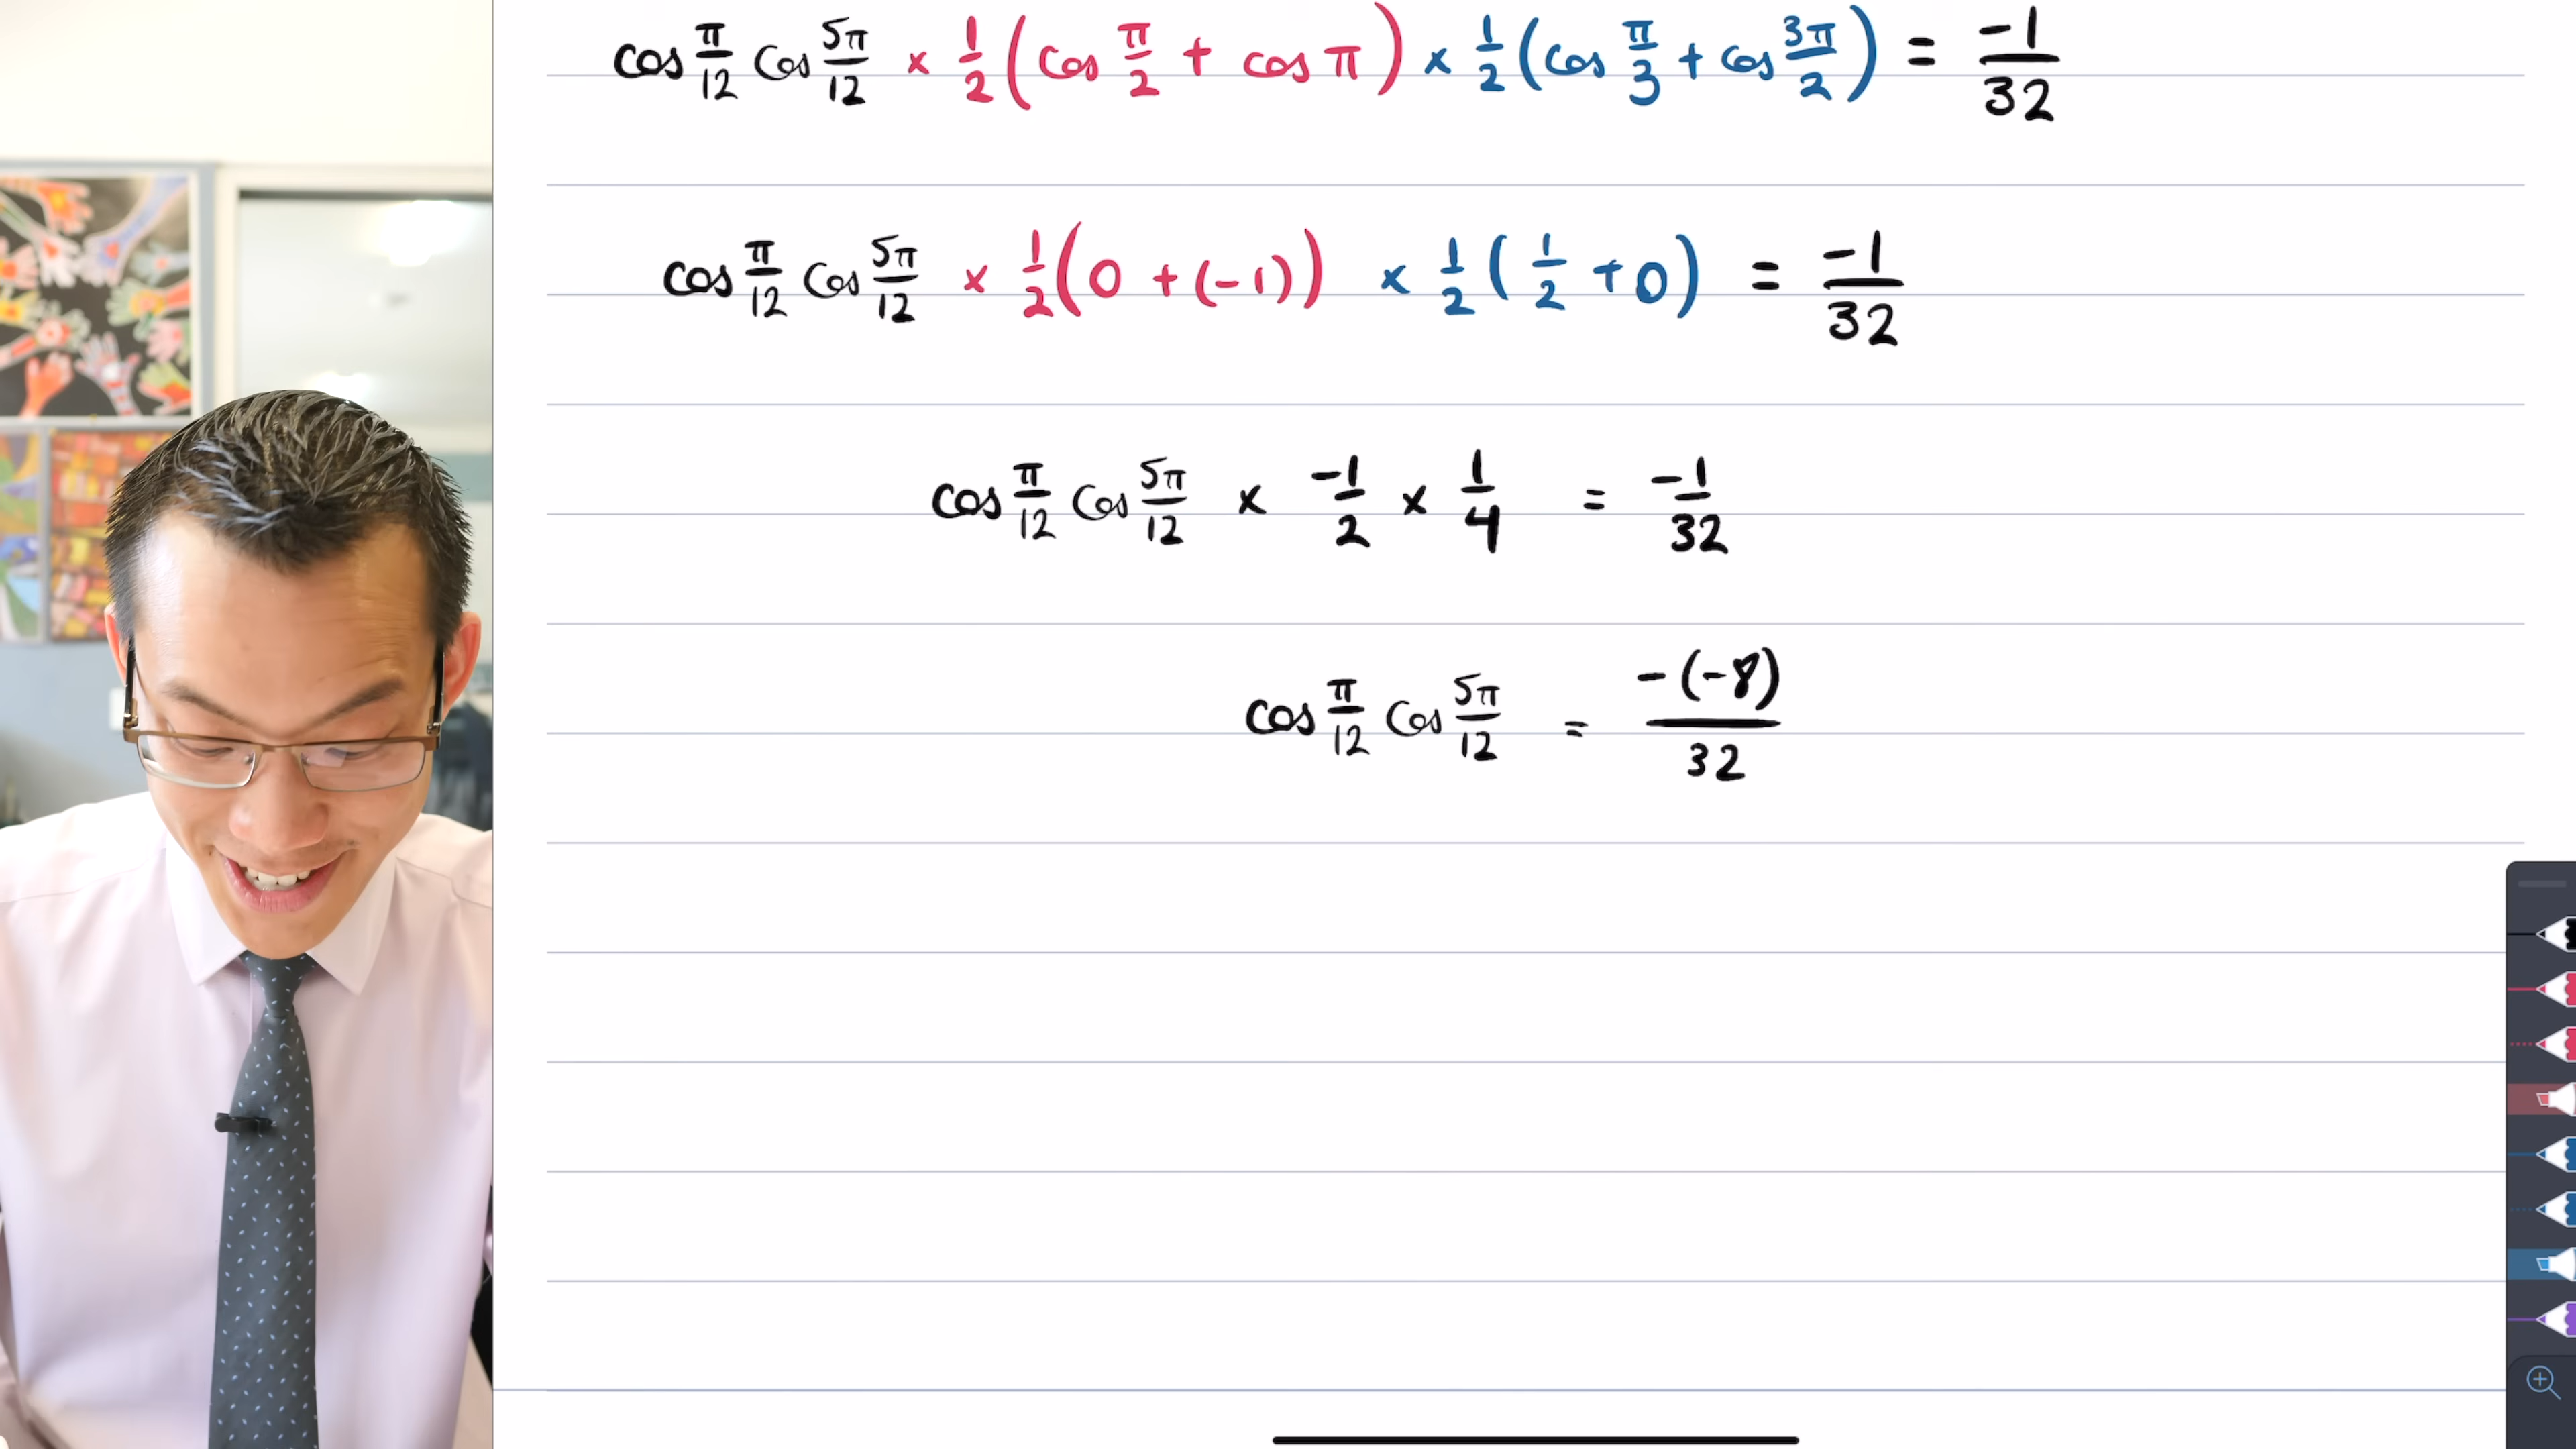 cos π/12 cos 5π/12 × 1/2 (cos π/2 + cos π) × 1/2 (cos π/3 + cos 3π/2) = -1/32
cos π/12 cos 5π/12 × 1/2 (0 + (-1)) × 1/2 (1/2 + 0) = -1/32
cos π/12 cos 5π/12 × -1/2 × 1/4 = -1/32
cos π/12 cos 5π/12 = -(-8)/32